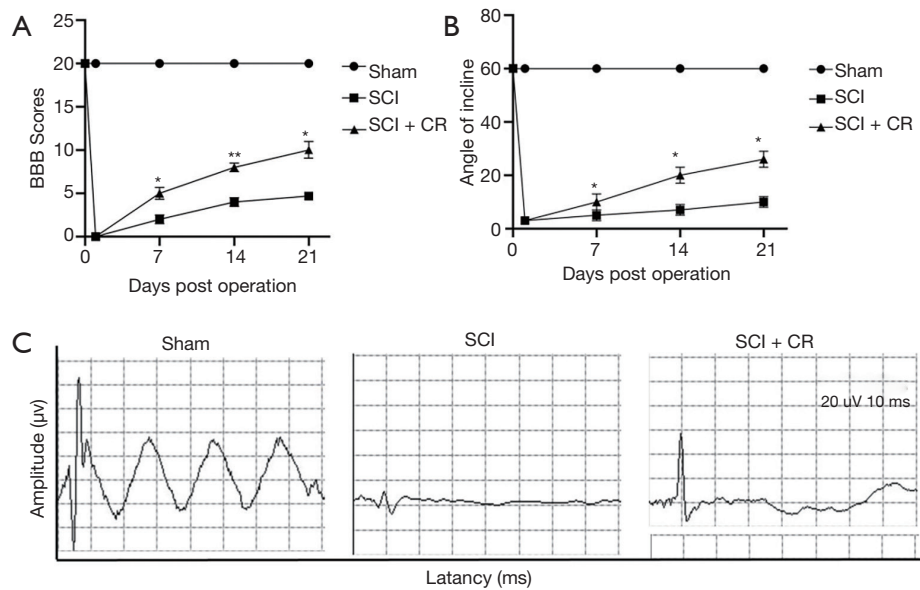 A
BBB Scores
25
20
15
10
5
0
*
**
*
0 7 14 21
Days post operation
Sham
SCI
SCI + CR
B
Angle of incline
80
60
40
20
0
*
*
*
0 7 14 21
Days post operation
Sham
SCI
SCI + CR
C
Sham
SCI
SCI + CR
20 uV 10 ms
Amplitude (μv)
Latancy (ms)